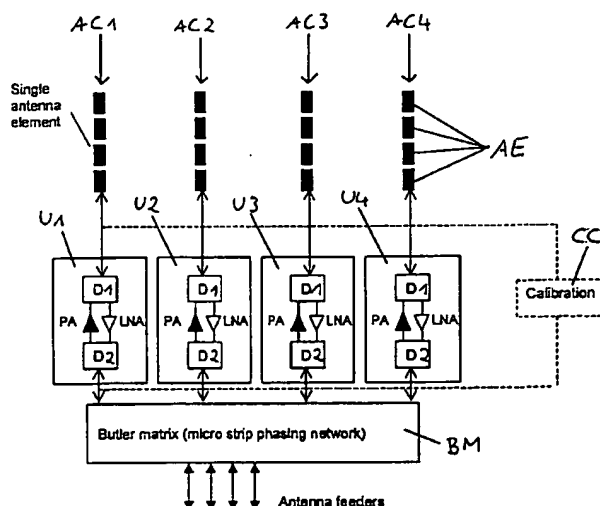 AC1 AC2 AC3 AC4
Single
antenna
element
AE
U1 U2 U3 U4
CC
D1 D1 D1 D1
Calibration
PA LNA PA LNA PA LNA PA LNA
D2 D2 D2 D2
Butler matrix (micro strip phasing network)
BM
Antenna feeders